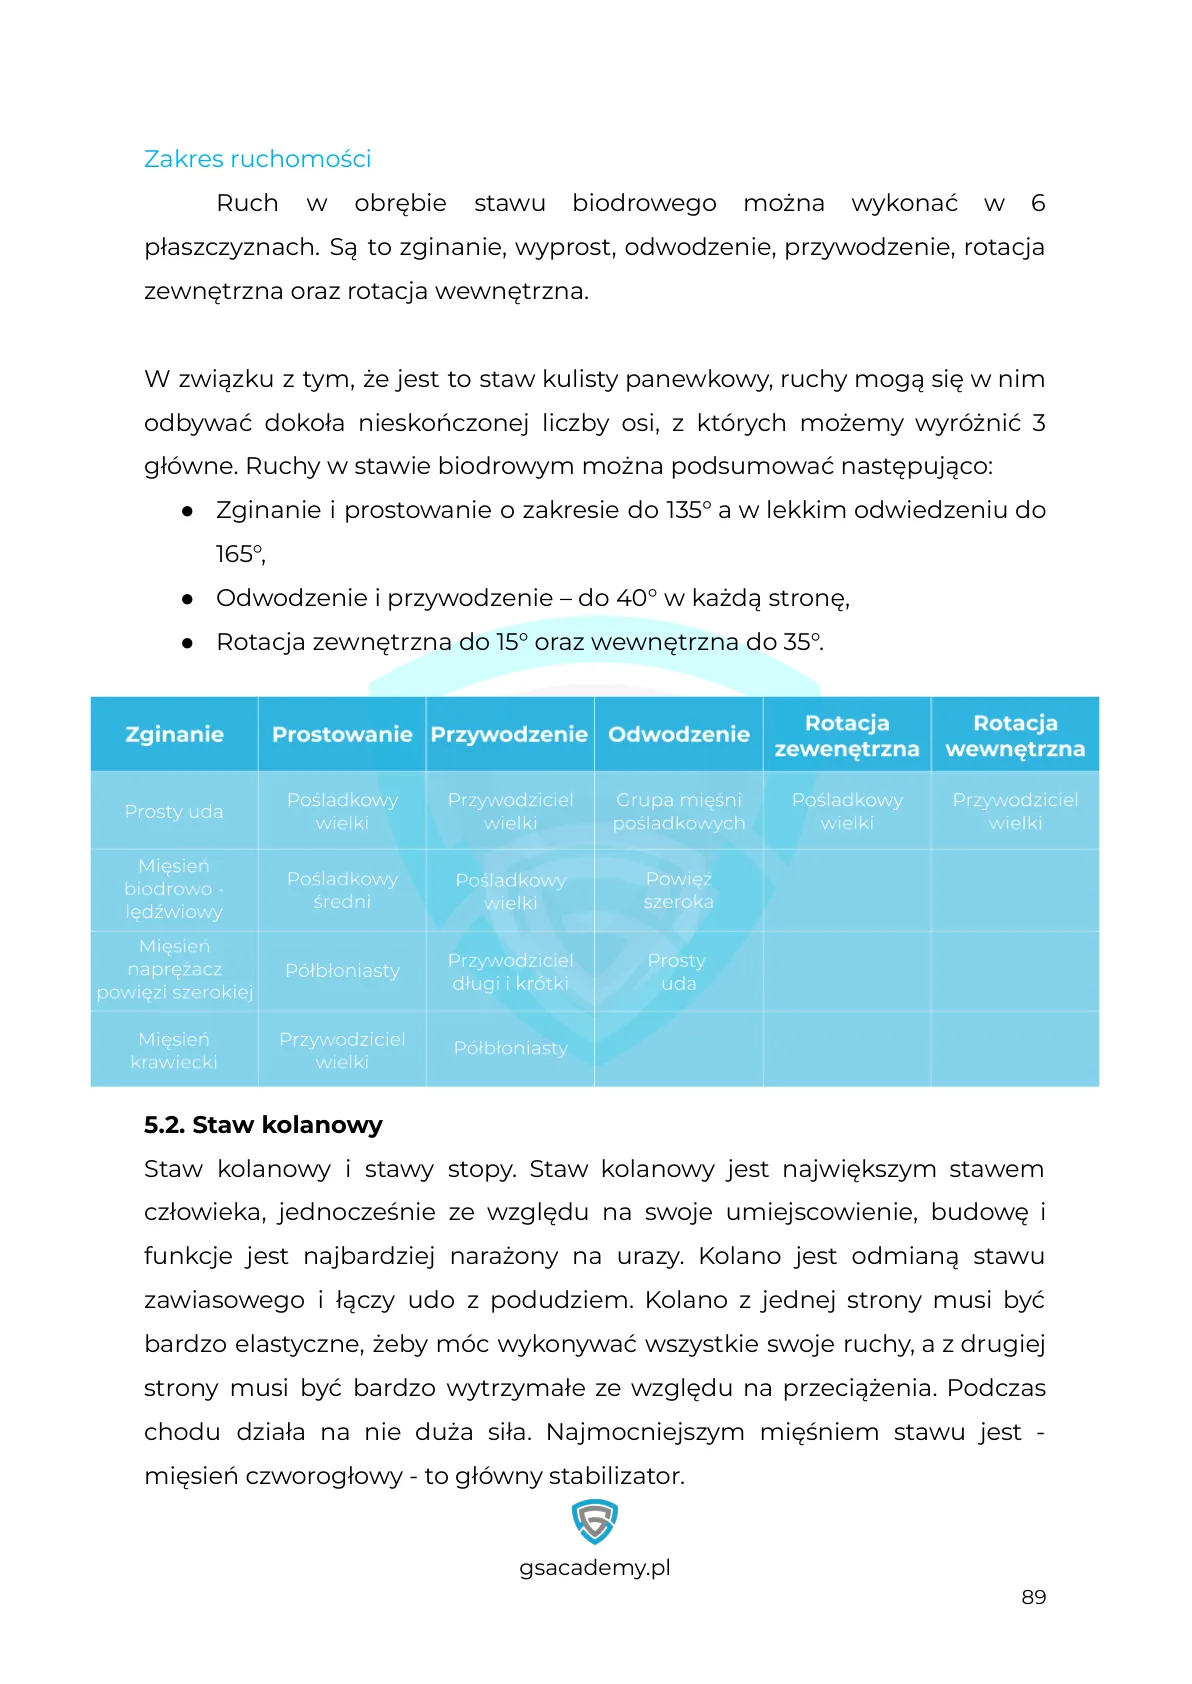 Zakres ruchomości
Ruch w obrębie stawu biodrowego można wykonać w 6
płaszczyznach. Są to zginanie, wyprost, odwodzenie, przywodzenie, rotacja
zewnętrzna oraz rotacja wewnętrzna.
W związku z tym, że jest to staw kulisty panewkowy, ruchy mogą się w nim
odbywać dokoła nieskończonej liczby osi, z których możemy wyróżnić 3
główne. Ruchy w stawie biodrowym można podsumować następująco:
● Zginanie i prostowanie o zakresie do 135° a w lekkim odwiedzeniu do
165°,
● Odwodzenie i przywodzenie – do 40° w każdą stronę,
● Rotacja zewnętrzna do 15° oraz wewnętrzna do 35°.
Zginanie Prostowanie Przywodzenie Odwodzenie Rotacja zewenętrzna Rotacja wewnętrzna
Prosty uda Pośladkowy wielki Przywodziciel wielki Grupa mięśni pośladkowych Pośladkowy wielki Przywodziciel wielki
Mięsień biodrowo - lędźwiowy Pośladkowy średni Pośladkowy wielki Powięź szeroka
Mięsień naprężacz powięzi szerokiej Półbłoniasty Przywodziciel długi i krótki Prosty uda
Mięsień krawiecki Przywodziciel wielki Półbłoniasty
5.2. Staw kolanowy
Staw kolanowy i stawy stopy. Staw kolanowy jest największym stawem
człowieka, jednocześnie ze względu na swoje umiejscowienie, budowę i
funkcje jest najbardziej narażony na urazy. Kolano jest odmianą stawu
zawiasowego i łączy udo z podudziem. Kolano z jednej strony musi być
bardzo elastyczne, żeby móc wykonywać wszystkie swoje ruchy, a z drugiej
strony musi być bardzo wytrzymałe ze względu na przeciążenia. Podczas
chodu działa na nie duża siła. Najmocniejszym mięśniem stawu jest -
mięsień czworogłowy - to główny stabilizator.
gsacademy.pl
89